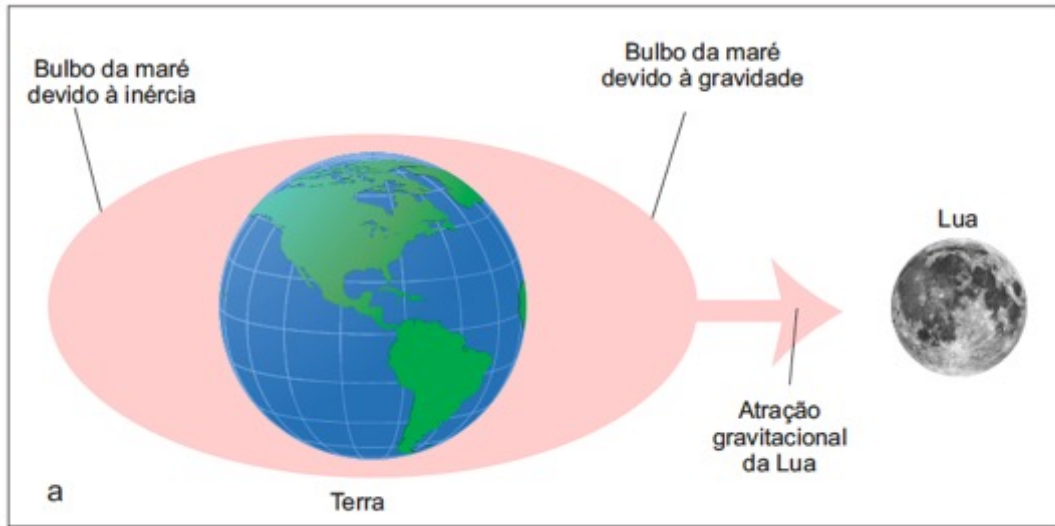 Bulbo da maré
devido à inércia
Bulbo da maré
devido à gravidade
Lua
Atração
gravitacional
da Lua
a
Terra